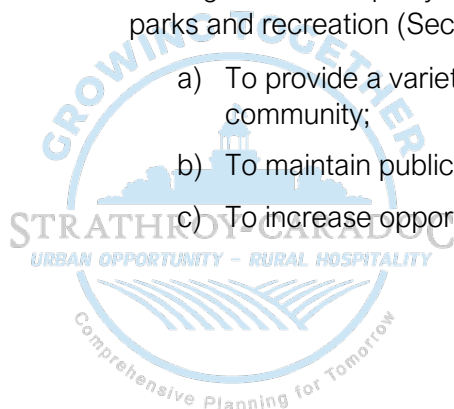 parks and recreation (Sec
a) To provide a variet
community;
b) To maintain public
c) To increase oppor
GROWING TOGETHER
STRATHROY-CARADOC
URBAN OPPORTUNITY – RURAL HOSPITALITY
Comprehensive Planning for Tomorrow